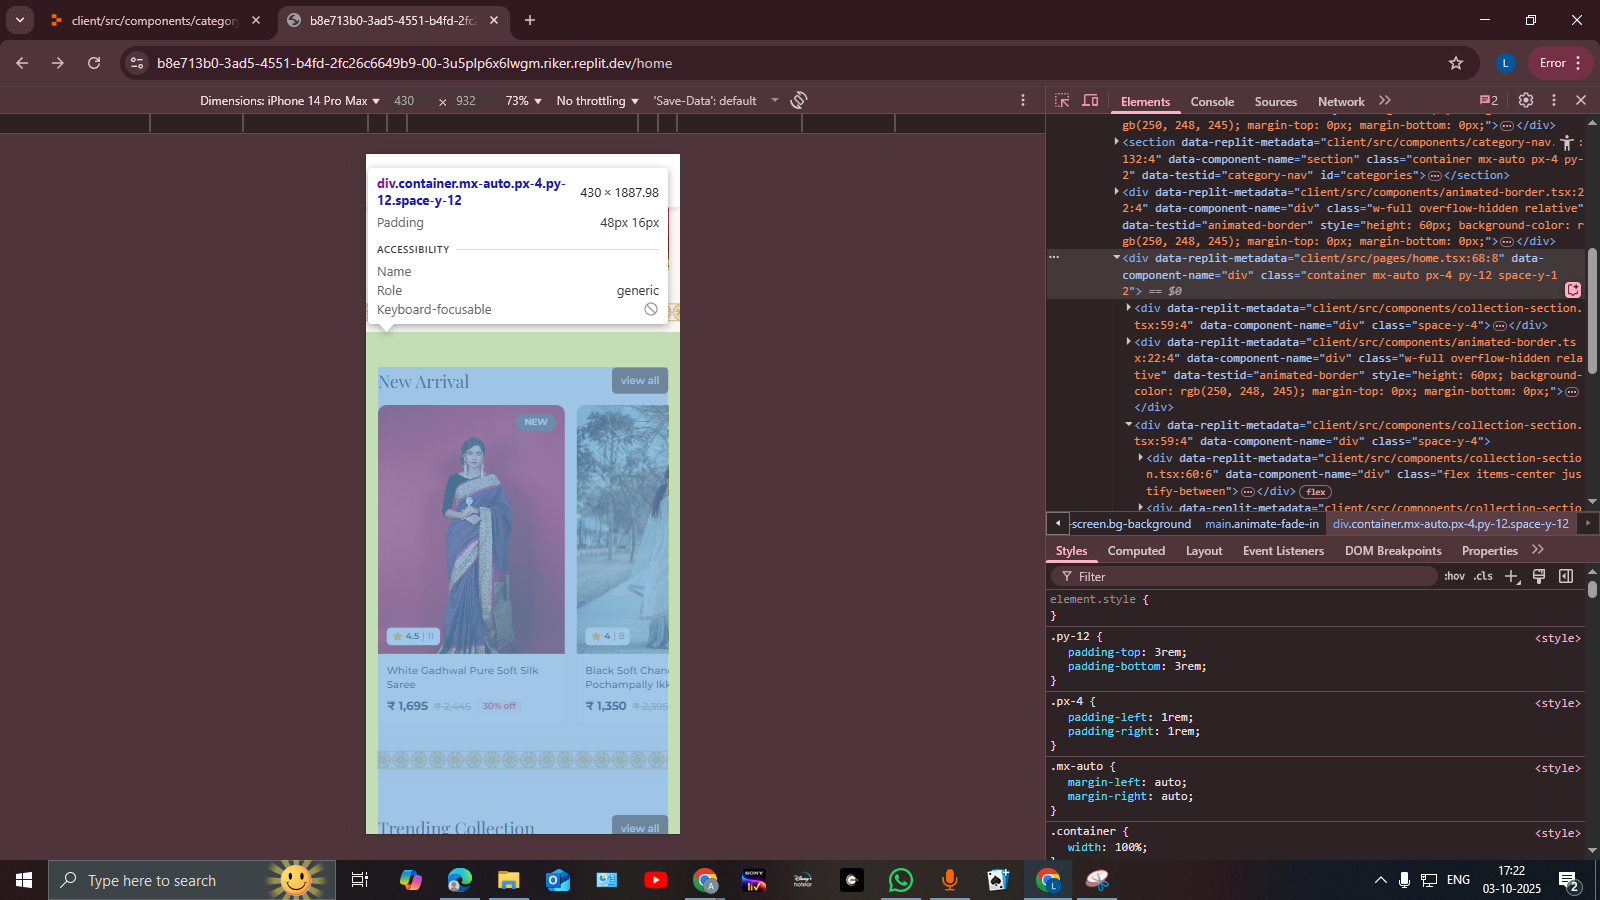 client/src/components/category
b8e713b0-3ad5-4551-b4fd-2fc2
b8e713b0-3ad5-4551-b4fd-2fc26c6649b9-00-3u5plp6x6lwgm.riker.replit.dev/home
L
Error
Dimensions: iPhone 14 Pro Max
430
×
932
73%
No throttling
'Save-Data': default
div.container.mx-auto.px-4.py-
12.space-y-12
430 × 1887.98
Padding
48px 16px
ACCESSIBILITY
Name
Role
generic
Keyboard-focusable
New Arrival
view all
NEW
4.5 | 11
4 | 8
White Gadhwal Pure Soft Silk
Saree
Black Soft Chan
Pochampally Ikk
₹ 1,695 ₹ 2,445 30% off
₹ 1,350 ₹ 2,395
Trending Collection
view all
Elements
Console
Sources
Network
2
gb(250, 248, 245); margin-top: 0px; margin-bottom: 0px;">…</div>
<section data-replit-metadata="client/src/components/category-nav.
132:4" data-component-name="section" class="container mx-auto px-4 py-
2" data-testid="category-nav" id="categories">…</section>
<div data-replit-metadata="client/src/components/animated-border.tsx:2
2:4" data-component-name="div" class="w-full overflow-hidden relative"
data-testid="animated-border" style="height: 60px; background-color: r
gb(250, 248, 245); margin-top: 0px; margin-bottom: 0px;">…</div>
<div data-replit-metadata="client/src/pages/home.tsx:68:8" data-
component-name="div" class="container mx-auto px-4 py-12 space-y-1
2"> == $0
<div data-replit-metadata="client/src/components/collection-section.
tsx:59:4" data-component-name="div" class="space-y-4">…</div>
<div data-replit-metadata="client/src/components/animated-border.ts
x:22:4" data-component-name="div" class="w-full overflow-hidden rela
tive" data-testid="animated-border" style="height: 60px; background-
color: rgb(250, 248, 245); margin-top: 0px; margin-bottom: 0px;">…
</div>
<div data-replit-metadata="client/src/components/collection-section.
tsx:59:4" data-component-name="div" class="space-y-4">
<div data-replit-metadata="client/src/components/collection-sectio
n.tsx:60:6" data-component-name="div" class="flex items-center jus
tify-between">…</div> flex
<div data-replit-metadata="client/src/components/collection-sectio
-screen.bg-background
main.animate-fade-in
div.container.mx-auto.px-4.py-12.space-y-12
Styles
Computed
Layout
Event Listeners
DOM Breakpoints
Properties
Filter
:hov
.cls
element.style {
}
.py-12 {
<style>
padding-top: 3rem;
padding-bottom: 3rem;
}
.px-4 {
<style>
padding-left: 1rem;
padding-right: 1rem;
}
.mx-auto {
<style>
margin-left: auto;
margin-right: auto;
}
.container {
<style>
width: 100%;
Type here to search
ENG
17:22
03-10-2025
2